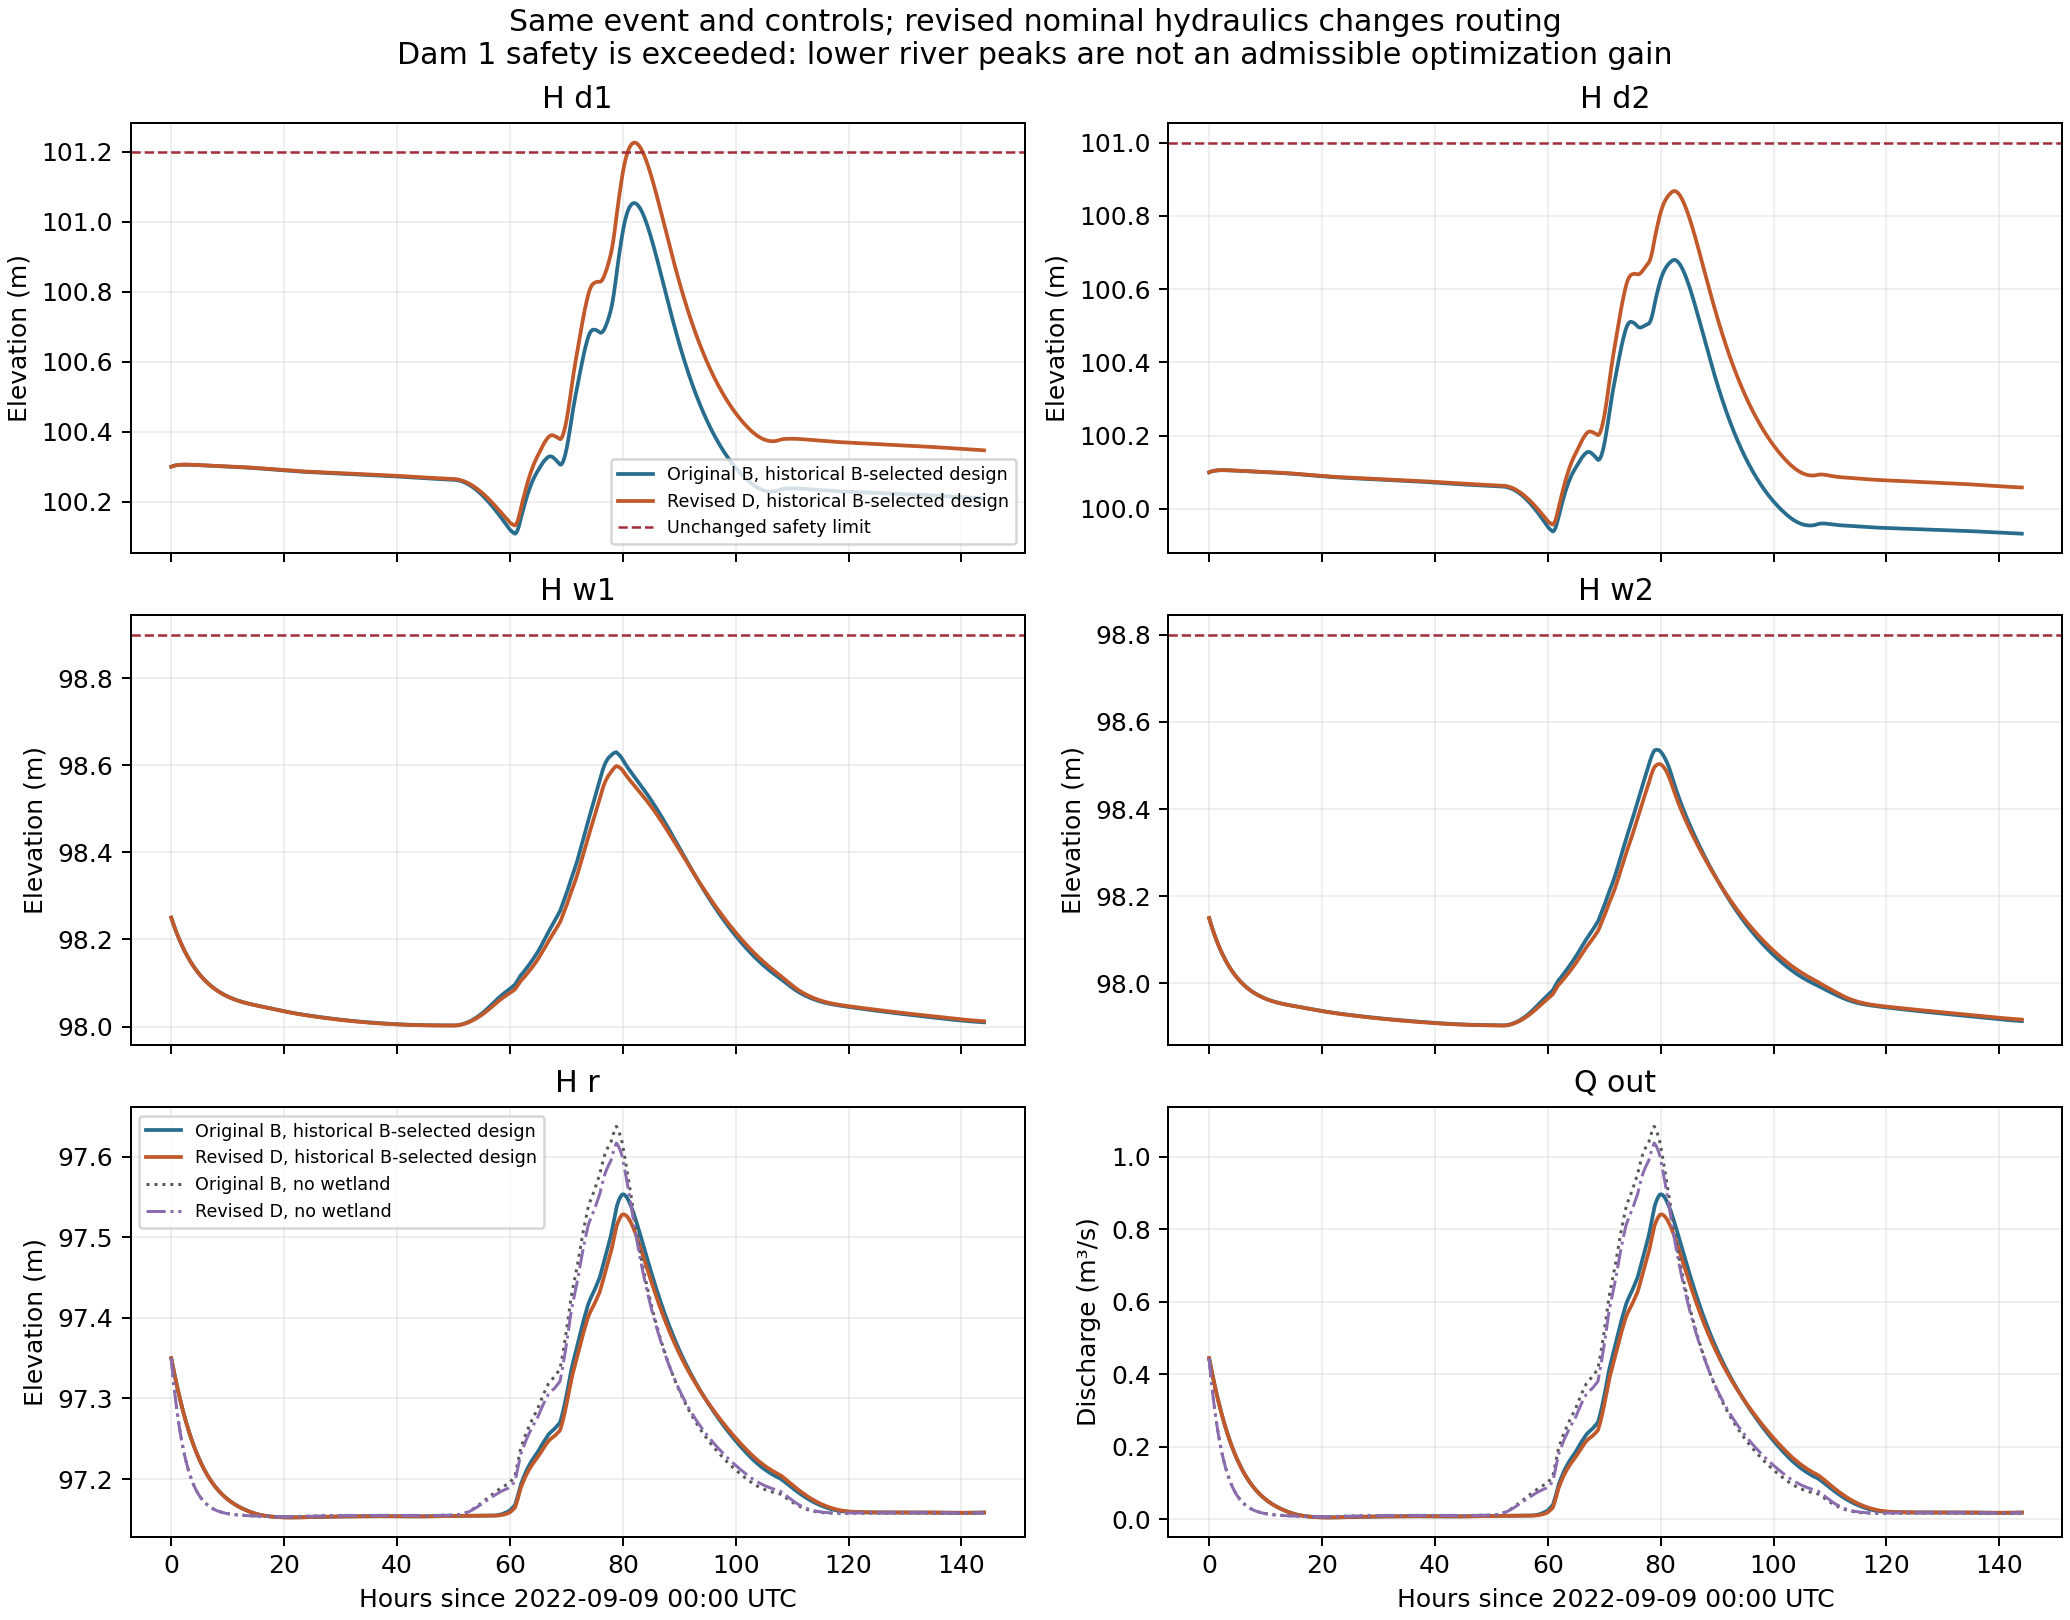 Same event and controls; revised nominal hydraulics changes routing
Dam 1 safety is exceeded: lower river peaks are not an admissible optimization gain
H d1
Elevation (m)
101.2
101.0
100.8
100.6
100.4
100.2
Original B, historical B-selected design
Revised D, historical B-selected design
Unchanged safety limit
H d2
Elevation (m)
101.0
100.8
100.6
100.4
100.2
100.0
H w1
Elevation (m)
98.8
98.6
98.4
98.2
98.0
H w2
Elevation (m)
98.8
98.6
98.4
98.2
98.0
H r
Elevation (m)
97.6
97.5
97.4
97.3
97.2
Original B, historical B-selected design
Revised D, historical B-selected design
Original B, no wetland
Revised D, no wetland
0 20 40 60 80 100 120 140
Hours since 2022-09-09 00:00 UTC
Q out
Discharge (m³/s)
1.0
0.8
0.6
0.4
0.2
0.0
0 20 40 60 80 100 120 140
Hours since 2022-09-09 00:00 UTC